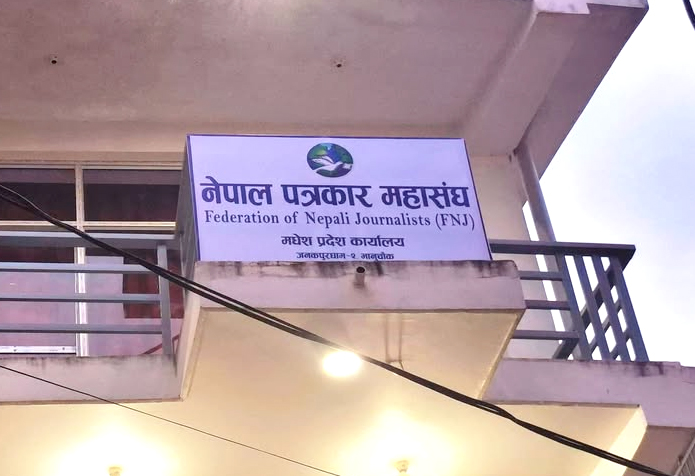 नेपाल पत्रकार महासंघ
Federation of Nepali Journalists (FNJ)
मधेश प्रदेश कार्यालय
जनकपुरधाम-२, भानुचौक